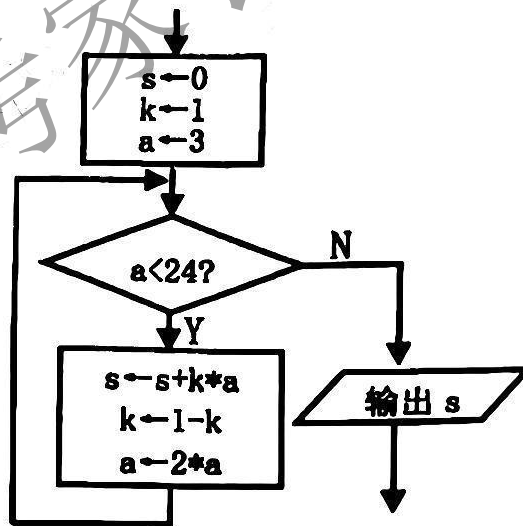 s←0
k←1
a←3
a<24?
N
Y
s←s+k*a
k←1-k
a←2*a
输出 s